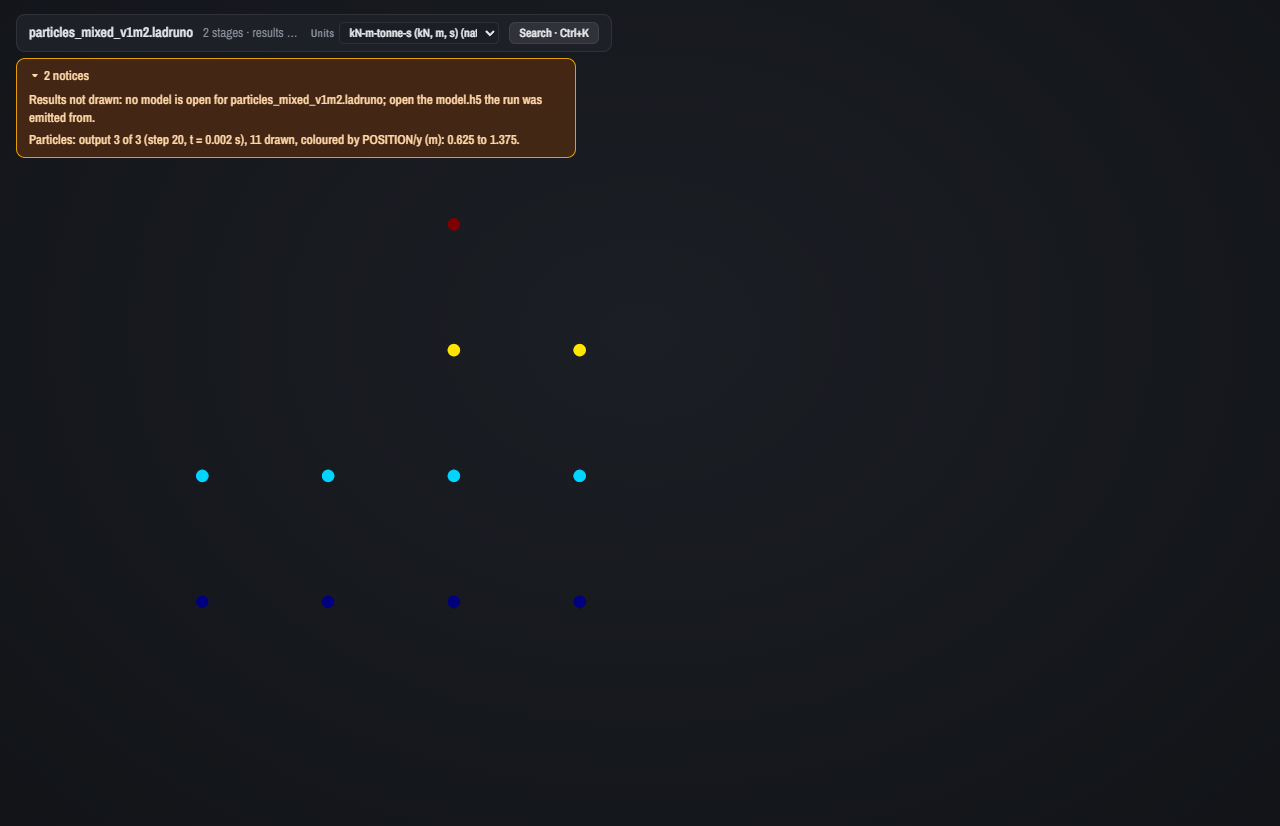 particles_mixed_v1m2.ladruno 2 stages · results ... Units kN-m-tonne-s (kN, m, s) (nat Search · Ctrl+K
2 notices
Results not drawn: no model is open for particles_mixed_v1m2.ladruno; open the model.h5 the run was
emitted from.
Particles: output 3 of 3 (step 20, t = 0.002 s), 11 drawn, coloured by POSITION/y (m): 0.625 to 1.375.